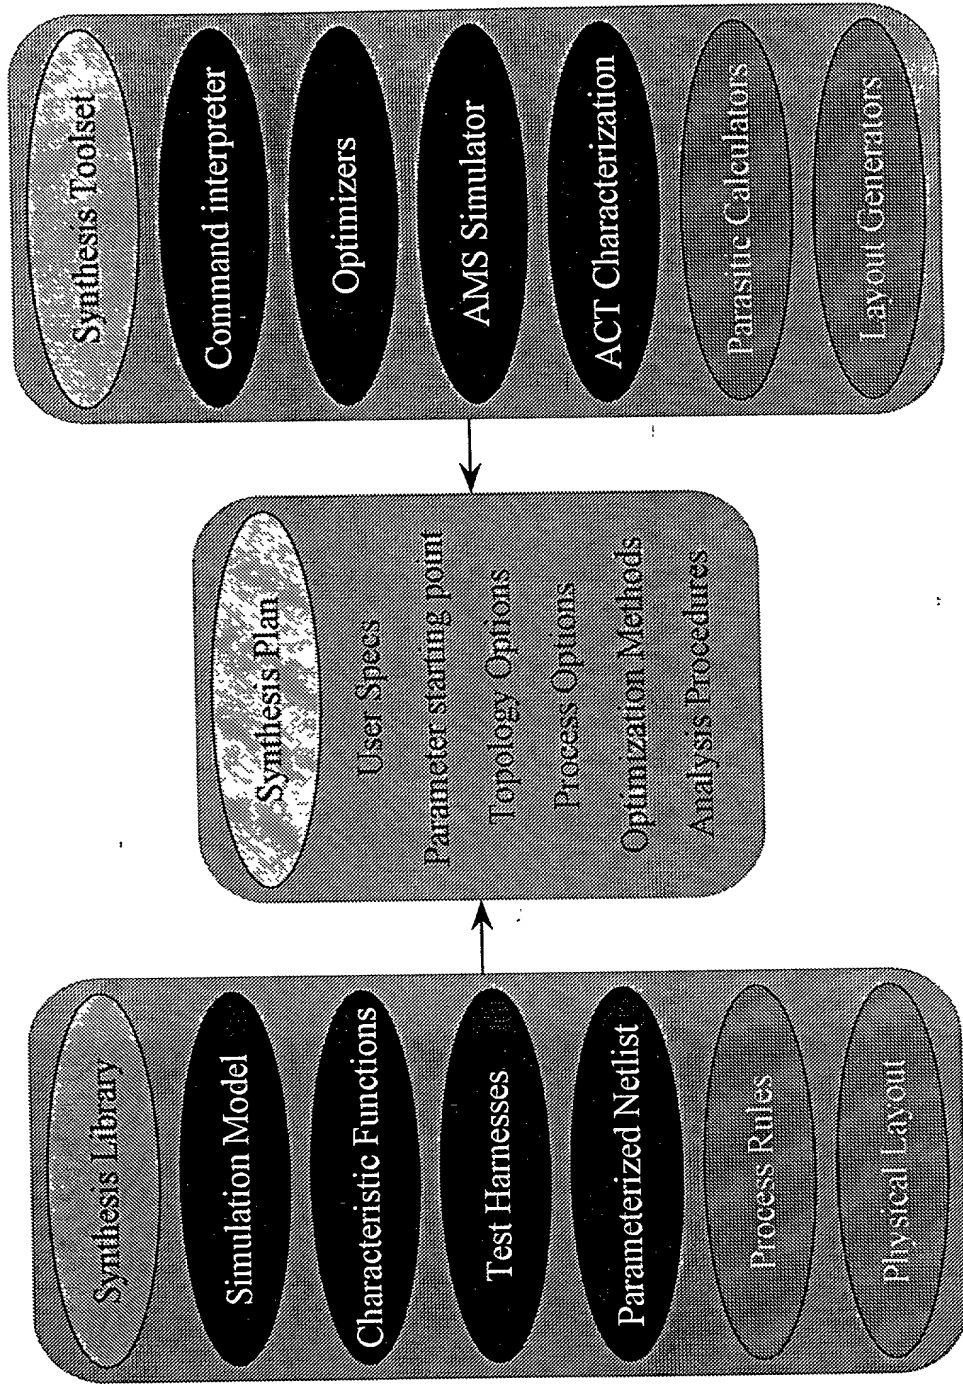 Synthesis Library
Simulation Model
Characteristic Functions
Test Harnesses
Parameterized Netlist
Process Rules
Physical Layout
Synthesis Plan
User Specs
Parameter starting point
Topology Options
Process Options
Optimization Methods
Analysis Procedures
Synthesis Toolset
Command interpreter
Optimizers
AMS Simulator
ACT Characterization
Parasitic Calculators
Layout Generators